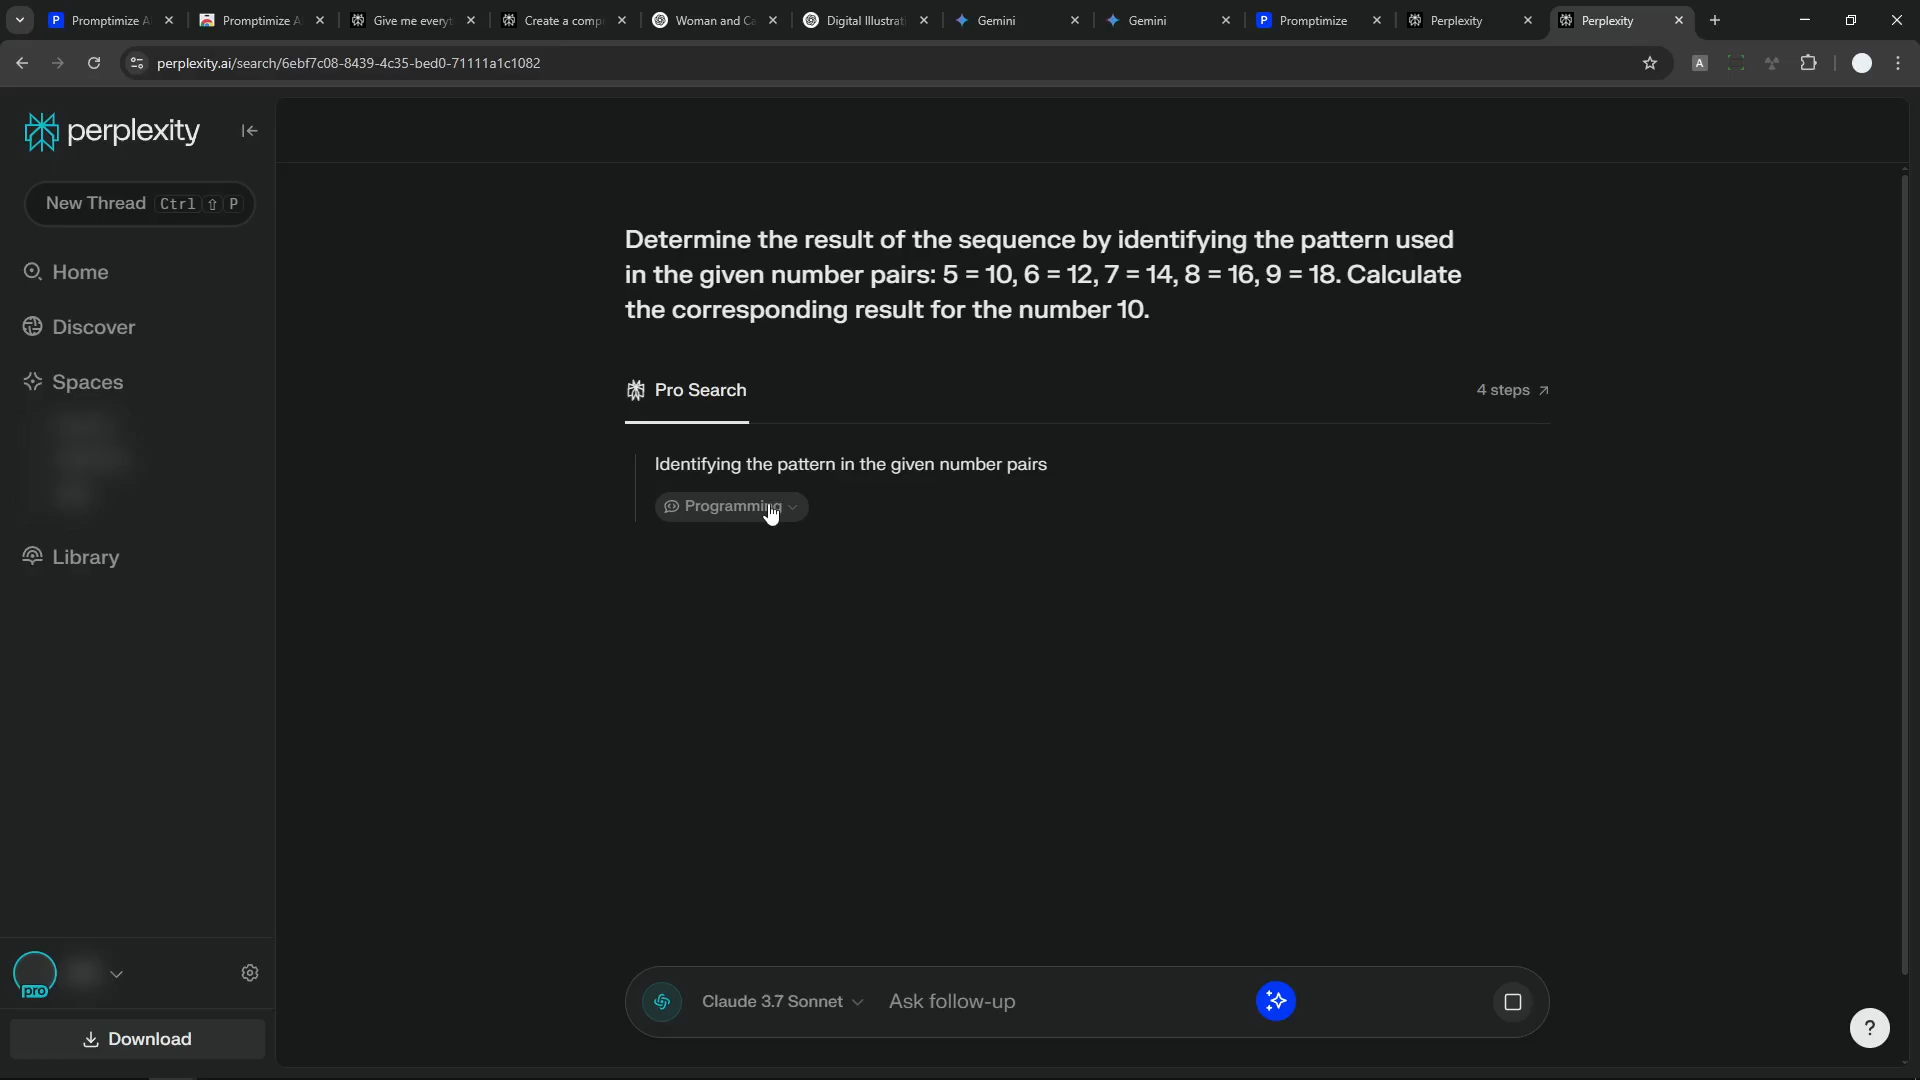 Promptimize A
Promptimize A
Give me everyt
Create a comp
Woman and Ca
Digital Illustrat
Gemini
Gemini
Promptimize
Perplexity
Perplexity
perplexity.ai/search/6ebf7c08-8439-4c35-bed0-71111a1c1082
perplexity
New Thread Ctrl ⇧ P
Home
Discover
Spaces
Library
pro
Download
Determine the result of the sequence by identifying the pattern used
in the given number pairs: 5 = 10, 6 = 12, 7 = 14, 8 = 16, 9 = 18. Calculate
the corresponding result for the number 10.
Pro Search
4 steps
Identifying the pattern in the given number pairs
Programming
Claude 3.7 Sonnet
Ask follow-up
?